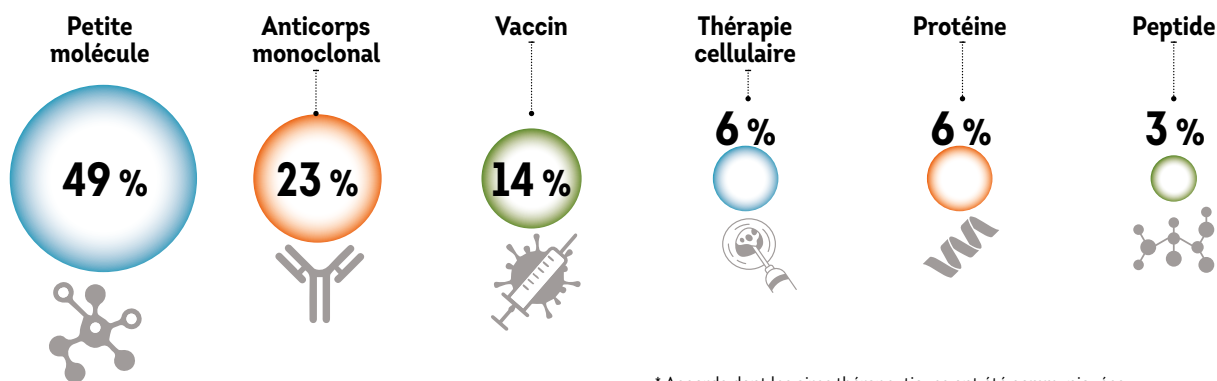 Petite
molécule
49 %
Anticorps
monoclonal
23 %
Vaccin
14 %
Thérapie
cellulaire
6 %
Protéine
6 %
Peptide
3 %